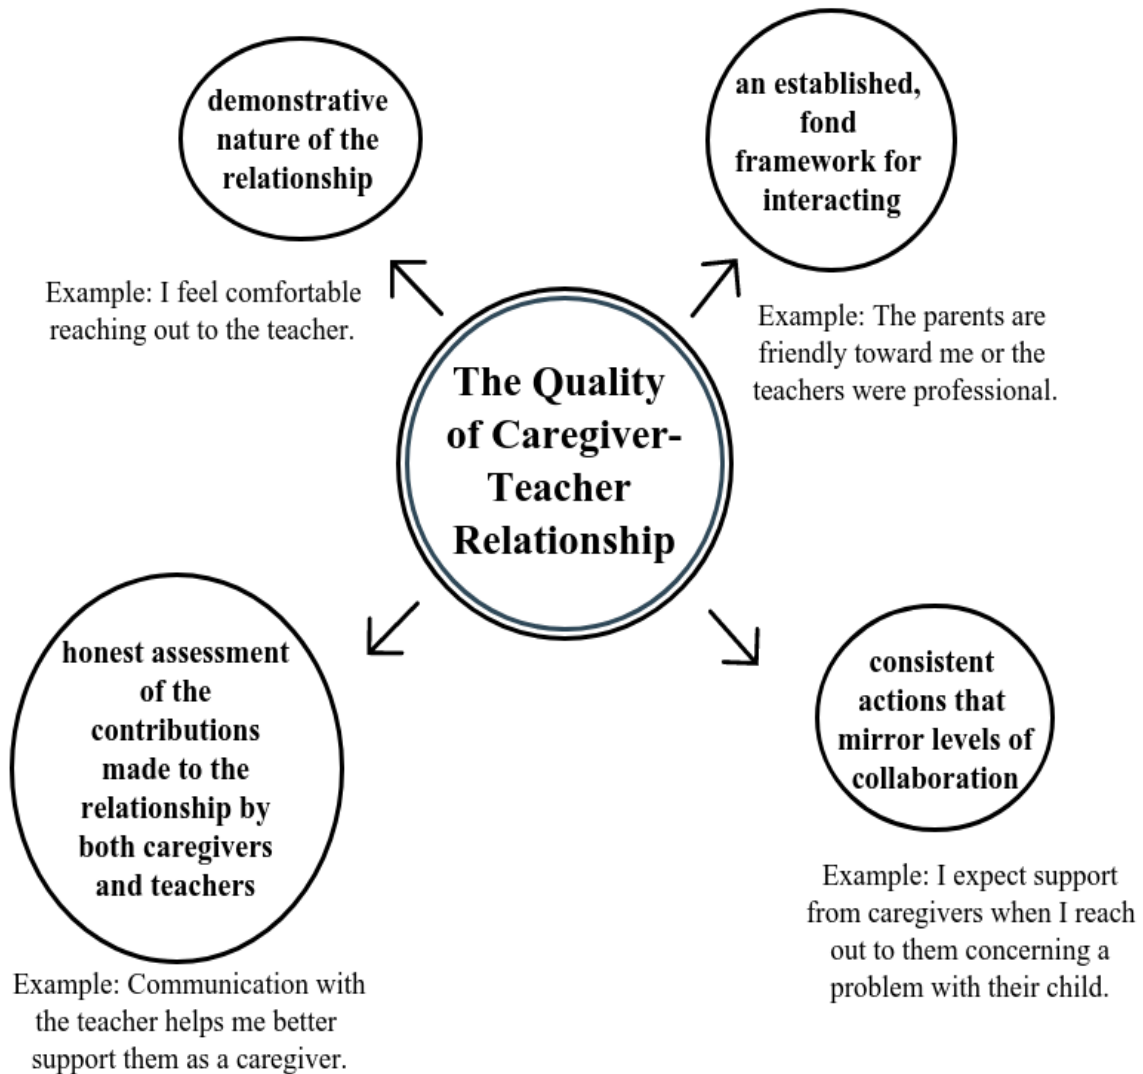 demonstrative
nature of the
relationship
Example: I feel comfortable
reaching out to the teacher.
an established,
fond
framework for
interacting
Example: The parents are
friendly toward me or the
teachers were professional.
The Quality
of Caregiver-
Teacher
Relationship
honest assessment
of the
contributions
made to the
relationship by
both caregivers
and teachers
Example: Communication with
the teacher helps me better
support them as a caregiver.
consistent
actions that
mirror levels of
collaboration
Example: I expect support
from caregivers when I reach
out to them concerning a
problem with their child.